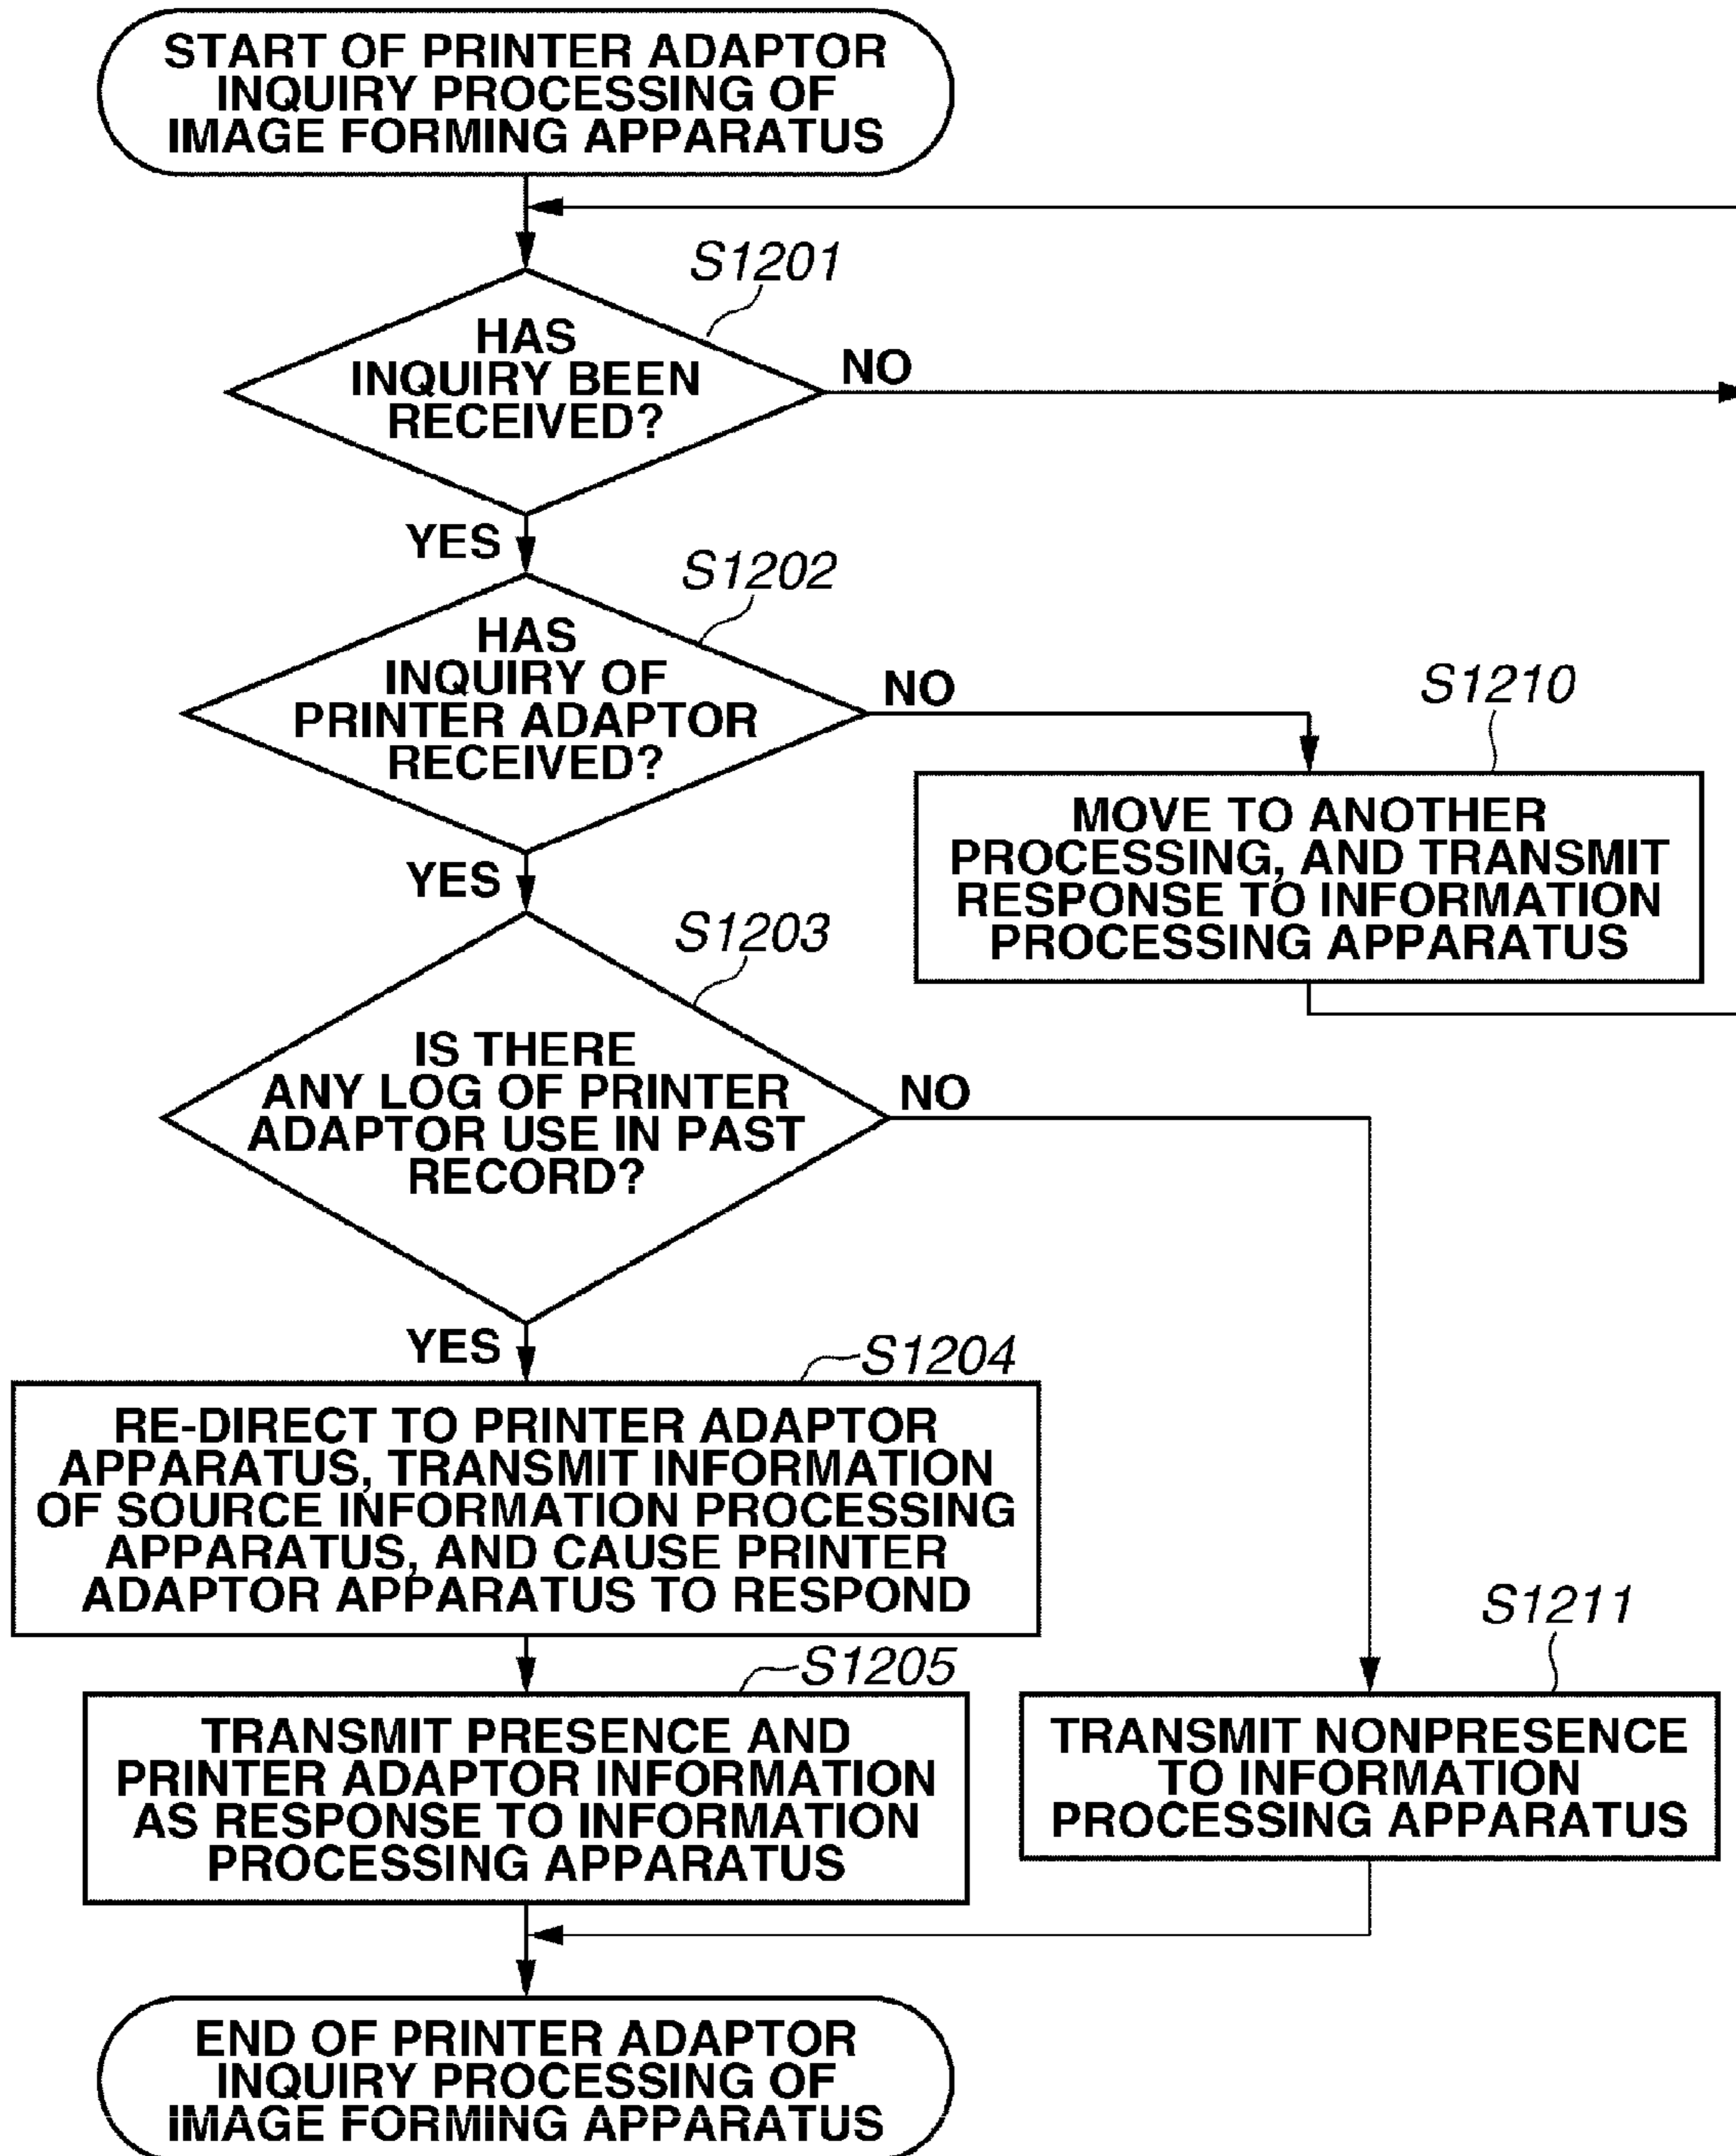 START OF PRINTER ADAPTOR
INQUIRY PROCESSING OF
IMAGE FORMING APPARATUS
S1201
HAS
INQUIRY BEEN
RECEIVED?
NO
YES
S1202
HAS
INQUIRY OF
PRINTER ADAPTOR
RECEIVED?
NO
S1210
MOVE TO ANOTHER
PROCESSING, AND TRANSMIT
RESPONSE TO INFORMATION
PROCESSING APPARATUS
YES
S1203
IS THERE
ANY LOG OF PRINTER
ADAPTOR USE IN PAST
RECORD?
NO
YES
S1204
RE-DIRECT TO PRINTER ADAPTOR
APPARATUS, TRANSMIT INFORMATION
OF SOURCE INFORMATION PROCESSING
APPARATUS, AND CAUSE PRINTER
ADAPTOR APPARATUS TO RESPOND
S1205
TRANSMIT PRESENCE AND
PRINTER ADAPTOR INFORMATION
AS RESPONSE TO INFORMATION
PROCESSING APPARATUS
S1211
TRANSMIT NONPRESENCE
TO INFORMATION
PROCESSING APPARATUS
END OF PRINTER ADAPTOR
INQUIRY PROCESSING OF
IMAGE FORMING APPARATUS